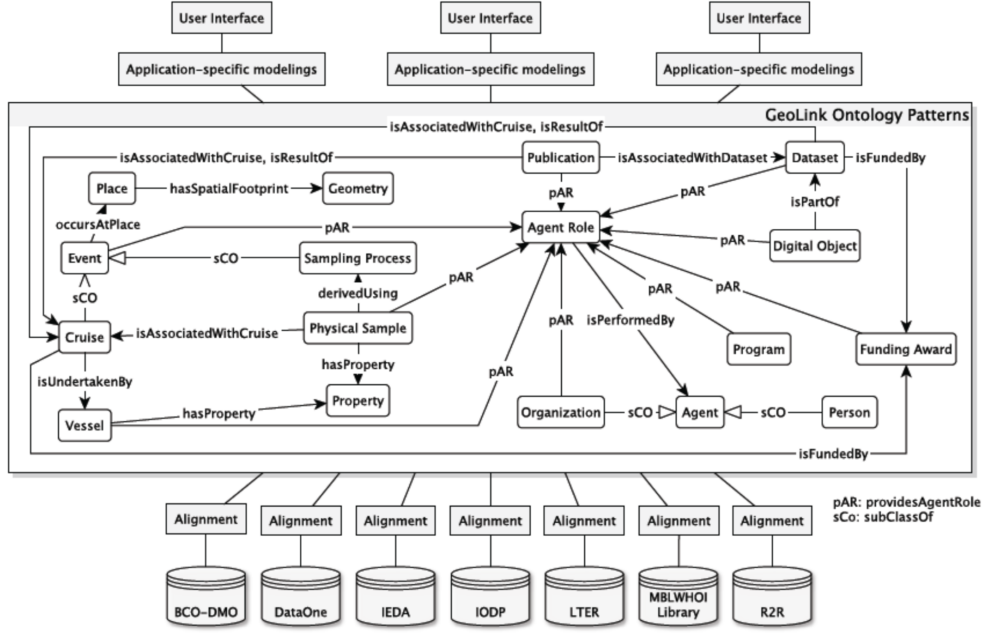 User Interface
User Interface
User Interface
Application-specific modelings
Application-specific modelings
Application-specific modelings
GeoLink Ontology Patterns
isAssociatedWithCruise, isResultOf
isAssociatedWithCruise, isResultOf
Publication
isAssociatedWithDataset
Dataset
isFundedBy
Place
hasSpatialFootprint
Geometry
pAR
pAR
isPartOf
occursAtPlace
pAR
Agent Role
pAR
Digital Object
Event
sCO
Sampling Process
pAR
sCO
derivedUsing
pAR
pAR
Cruise
isAssociatedWithCruise
Physical Sample
pAR
isPerformedBy
Program
Funding Award
hasProperty
isUndertakenBy
pAR
Property
hasProperty
Vessel
Organization
sCO
Agent
sCO
Person
isFundedBy
Alignment
Alignment
Alignment
Alignment
Alignment
Alignment
Alignment
pAR: providesAgentRole
sCo: subClassOf
BCO-DMO
DataOne
IEDA
IODP
LTER
MBLWHOI
Library
R2R